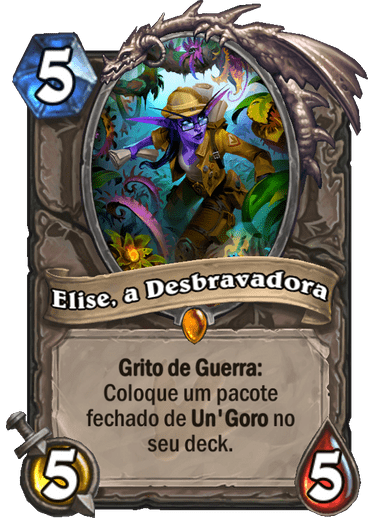 5
Elise, a Desbravadora
Grito de Guerra:
Coloque um pacote
fechado de Un'Goro no
seu deck.
5
5